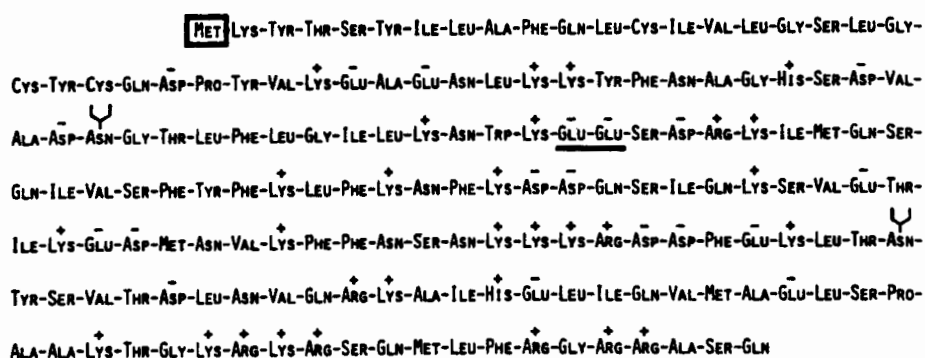 MET-LYS-TYR-THR-SER-TYR-ILE-LEU-ALA-PHE-GLN-LEU-CYS-ILE-VAL-LEU-GLY-SER-LEU-GLY-
CYS-TYR-CYS-GLN-ASP-PRO-TYR-VAL-LYS-GLU-ALA-GLU-ASN-LEU-LYS-LYS-TYR-PHE-ASN-ALA-GLY-HIS-SER-ASP-VAL-
ALA-ASP-ASN-GLY-THR-LEU-PHE-LEU-GLY-ILE-LEU-LYS-ASN-TRP-LYS-GLU-GLU-SER-ASP-ARG-LYS-ILE-MET-GLN-SER-
GLN-ILE-VAL-SER-PHE-TYR-PHE-LYS-LEU-PHE-LYS-ASN-PHE-LYS-ASP-ASP-GLN-SER-ILE-GLN-LYS-SER-VAL-GLU-THR-
ILE-LYS-GLU-ASP-MET-ASN-VAL-LYS-PHE-PHE-ASN-SER-ASN-LYS-LYS-LYS-ARG-ASP-ASP-PHE-GLU-LYS-LEU-THR-ASN-
TYR-SER-VAL-THR-ASP-LEU-ASN-VAL-GLN-ARG-LYS-ALA-ILE-HIS-GLU-LEU-ILE-GLN-VAL-MET-ALA-GLU-LEU-SER-PRO-
ALA-ALA-LYS-THR-GLY-LYS-ARG-LYS-ARG-SER-GLN-MET-LEU-PHE-ARG-GLY-ARG-ARG-ALA-SER-GLN